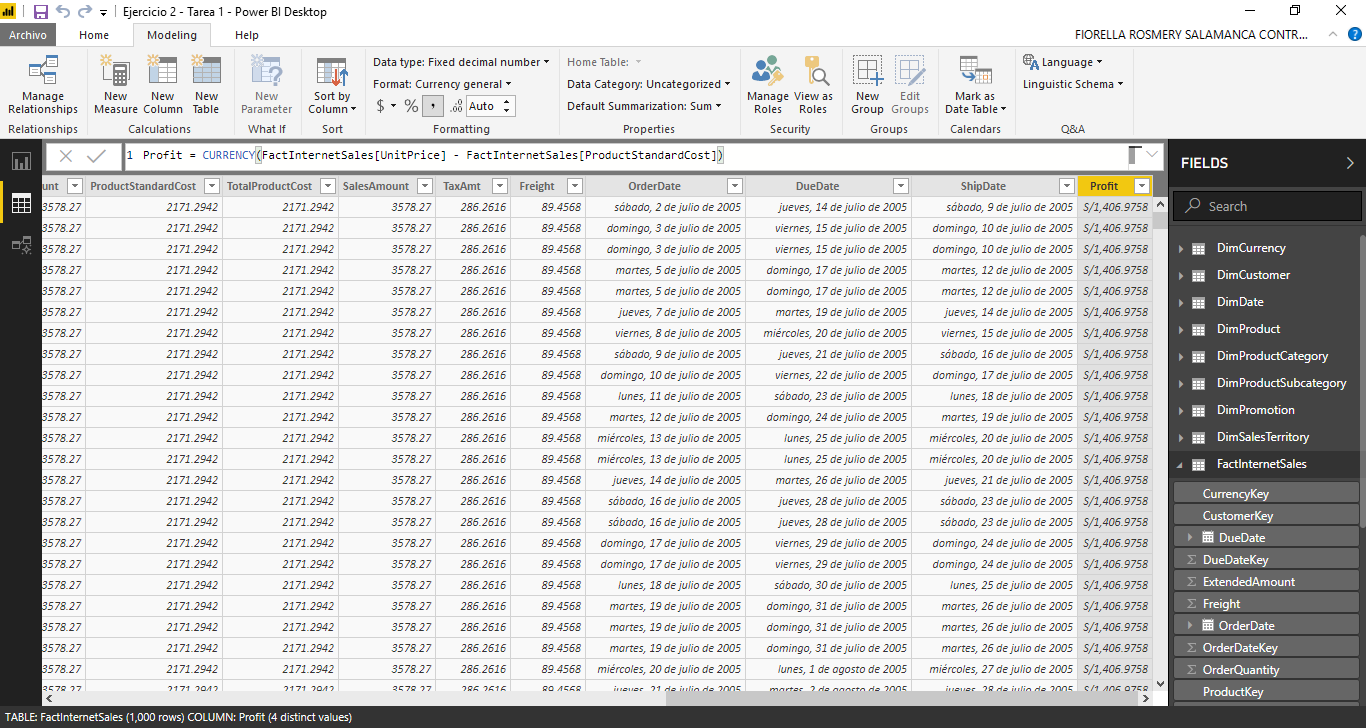 Ejercicio 2 - Tarea 1 - Power BI Desktop
Archivo Home Modeling Help FIORELLA ROSMERY SALAMANCA CONTR...
Manage Relationships
New Measure
New Column
New Table
New Parameter
Sort by Column
Data type: Fixed decimal number
Format: Currency general
$ % , .00 Auto
Home Table:
Data Category: Uncategorized
Default Summarization: Sum
Manage Roles
View as Roles
New Group
Edit Groups
Mark as Date Table
Language
Linguistic Schema
Relationships Calculations What If Sort Formatting Properties Security Groups Calendars Q&A
1 Profit = CURRENCY(FactInternetSales[UnitPrice] - FactInternetSales[ProductStandardCost])
unt ProductStandardCost TotalProductCost SalesAmount TaxAmt Freight OrderDate DueDate ShipDate Profit
3578.27 2171.2942 2171.2942 3578.27 286.2616 89.4568 sábado, 2 de julio de 2005 jueves, 14 de julio de 2005 sábado, 9 de julio de 2005 S/1,406.9758
3578.27 2171.2942 2171.2942 3578.27 286.2616 89.4568 domingo, 3 de julio de 2005 viernes, 15 de julio de 2005 domingo, 10 de julio de 2005 S/1,406.9758
3578.27 2171.2942 2171.2942 3578.27 286.2616 89.4568 domingo, 3 de julio de 2005 viernes, 15 de julio de 2005 domingo, 10 de julio de 2005 S/1,406.9758
3578.27 2171.2942 2171.2942 3578.27 286.2616 89.4568 martes, 5 de julio de 2005 domingo, 17 de julio de 2005 martes, 12 de julio de 2005 S/1,406.9758
3578.27 2171.2942 2171.2942 3578.27 286.2616 89.4568 martes, 5 de julio de 2005 domingo, 17 de julio de 2005 martes, 12 de julio de 2005 S/1,406.9758
3578.27 2171.2942 2171.2942 3578.27 286.2616 89.4568 jueves, 7 de julio de 2005 martes, 19 de julio de 2005 jueves, 14 de julio de 2005 S/1,406.9758
3578.27 2171.2942 2171.2942 3578.27 286.2616 89.4568 viernes, 8 de julio de 2005 miércoles, 20 de julio de 2005 viernes, 15 de julio de 2005 S/1,406.9758
3578.27 2171.2942 2171.2942 3578.27 286.2616 89.4568 sábado, 9 de julio de 2005 jueves, 21 de julio de 2005 sábado, 16 de julio de 2005 S/1,406.9758
3578.27 2171.2942 2171.2942 3578.27 286.2616 89.4568 domingo, 10 de julio de 2005 viernes, 22 de julio de 2005 domingo, 17 de julio de 2005 S/1,406.9758
3578.27 2171.2942 2171.2942 3578.27 286.2616 89.4568 lunes, 11 de julio de 2005 sábado, 23 de julio de 2005 lunes, 18 de julio de 2005 S/1,406.9758
3578.27 2171.2942 2171.2942 3578.27 286.2616 89.4568 martes, 12 de julio de 2005 domingo, 24 de julio de 2005 martes, 19 de julio de 2005 S/1,406.9758
3578.27 2171.2942 2171.2942 3578.27 286.2616 89.4568 miércoles, 13 de julio de 2005 lunes, 25 de julio de 2005 miércoles, 20 de julio de 2005 S/1,406.9758
3578.27 2171.2942 2171.2942 3578.27 286.2616 89.4568 miércoles, 13 de julio de 2005 lunes, 25 de julio de 2005 miércoles, 20 de julio de 2005 S/1,406.9758
3578.27 2171.2942 2171.2942 3578.27 286.2616 89.4568 jueves, 14 de julio de 2005 martes, 26 de julio de 2005 jueves, 21 de julio de 2005 S/1,406.9758
3578.27 2171.2942 2171.2942 3578.27 286.2616 89.4568 sábado, 16 de julio de 2005 jueves, 28 de julio de 2005 sábado, 23 de julio de 2005 S/1,406.9758
3578.27 2171.2942 2171.2942 3578.27 286.2616 89.4568 sábado, 16 de julio de 2005 jueves, 28 de julio de 2005 sábado, 23 de julio de 2005 S/1,406.9758
3578.27 2171.2942 2171.2942 3578.27 286.2616 89.4568 domingo, 17 de julio de 2005 viernes, 29 de julio de 2005 domingo, 24 de julio de 2005 S/1,406.9758
3578.27 2171.2942 2171.2942 3578.27 286.2616 89.4568 domingo, 17 de julio de 2005 viernes, 29 de julio de 2005 domingo, 24 de julio de 2005 S/1,406.9758
3578.27 2171.2942 2171.2942 3578.27 286.2616 89.4568 lunes, 18 de julio de 2005 sábado, 30 de julio de 2005 lunes, 25 de julio de 2005 S/1,406.9758
3578.27 2171.2942 2171.2942 3578.27 286.2616 89.4568 martes, 19 de julio de 2005 domingo, 31 de julio de 2005 martes, 26 de julio de 2005 S/1,406.9758
3578.27 2171.2942 2171.2942 3578.27 286.2616 89.4568 martes, 19 de julio de 2005 domingo, 31 de julio de 2005 martes, 26 de julio de 2005 S/1,406.9758
3578.27 2171.2942 2171.2942 3578.27 286.2616 89.4568 martes, 19 de julio de 2005 domingo, 31 de julio de 2005 martes, 26 de julio de 2005 S/1,406.9758
3578.27 2171.2942 2171.2942 3578.27 286.2616 89.4568 miércoles, 20 de julio de 2005 lunes, 1 de agosto de 2005 miércoles, 27 de julio de 2005 S/1,406.9758
3578.27 2171.2942 2171.2942 3578.27 286.2616 89.4568 jueves, 21 de julio de 2005 martes, 2 de agosto de 2005 jueves, 28 de julio de 2005 S/1,406.9758
FIELDS
Search
DimCurrency
DimCustomer
DimDate
DimProduct
DimProductCategory
DimProductSubcategory
DimPromotion
DimSalesTerritory
FactInternetSales
CurrencyKey
CustomerKey
DueDate
DueDateKey
ExtendedAmount
Freight
OrderDate
OrderDateKey
OrderQuantity
ProductKey
TABLE: FactInternetSales (1,000 rows) COLUMN: Profit (4 distinct values)